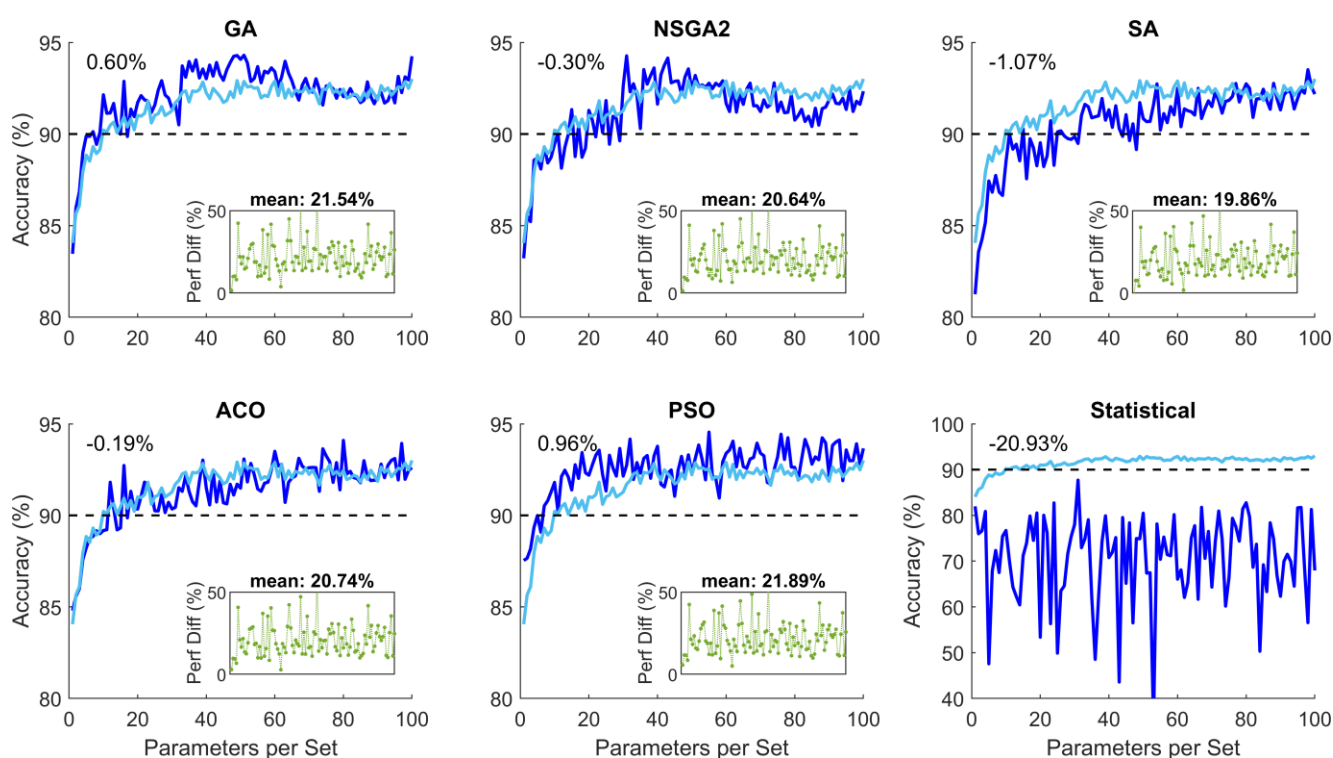 GA
95
90
85
80
Accuracy (%)
0.60%
mean: 21.54%
50
0
Perf Diff (%)
0 20 40 60 80 100
NSGA2
95
90
85
80
-0.30%
mean: 20.64%
50
0
Perf Diff (%)
0 20 40 60 80 100
SA
95
90
85
80
-1.07%
mean: 19.86%
50
0
Perf Diff (%)
0 20 40 60 80 100
ACO
95
90
85
80
Accuracy (%)
-0.19%
mean: 20.74%
50
0
Perf Diff (%)
0 20 40 60 80 100
Parameters per Set
PSO
95
90
85
80
0.96%
mean: 21.89%
50
0
Perf Diff (%)
0 20 40 60 80 100
Parameters per Set
Statistical
100
90
80
70
60
50
40
Accuracy (%)
-20.93%
0 20 40 60 80 100
Parameters per Set